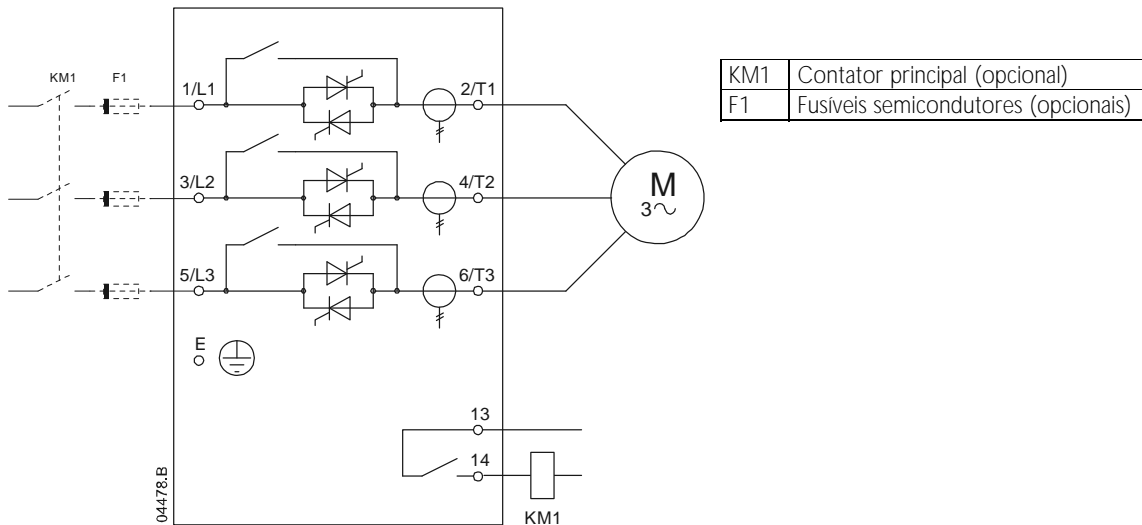 KM1 F1
1/L1 2/T1
3/L2 4/T2
5/L3 6/T3
M
3~
E
13
14
KM1
04478.B
KM1 Contator principal (opcional)
F1 Fusíveis semicondutores (opcionais)